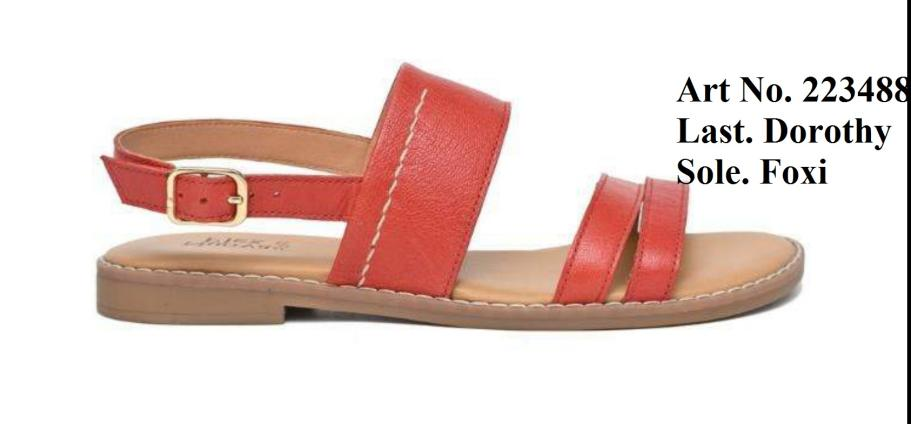 Art No. 223488
Last. Dorothy
Sole. Foxi